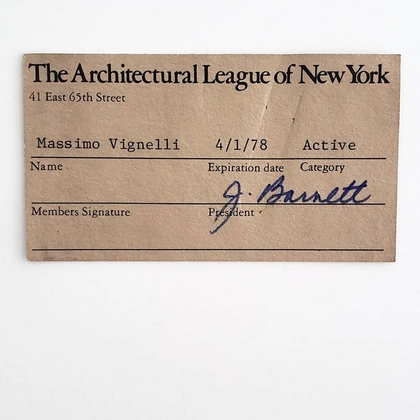 The Architectural League of New York
41 East 65th Street
Massimo Vignelli 4/1/78 Active
Name Expiration date Category
J. Barnett
Members Signature President